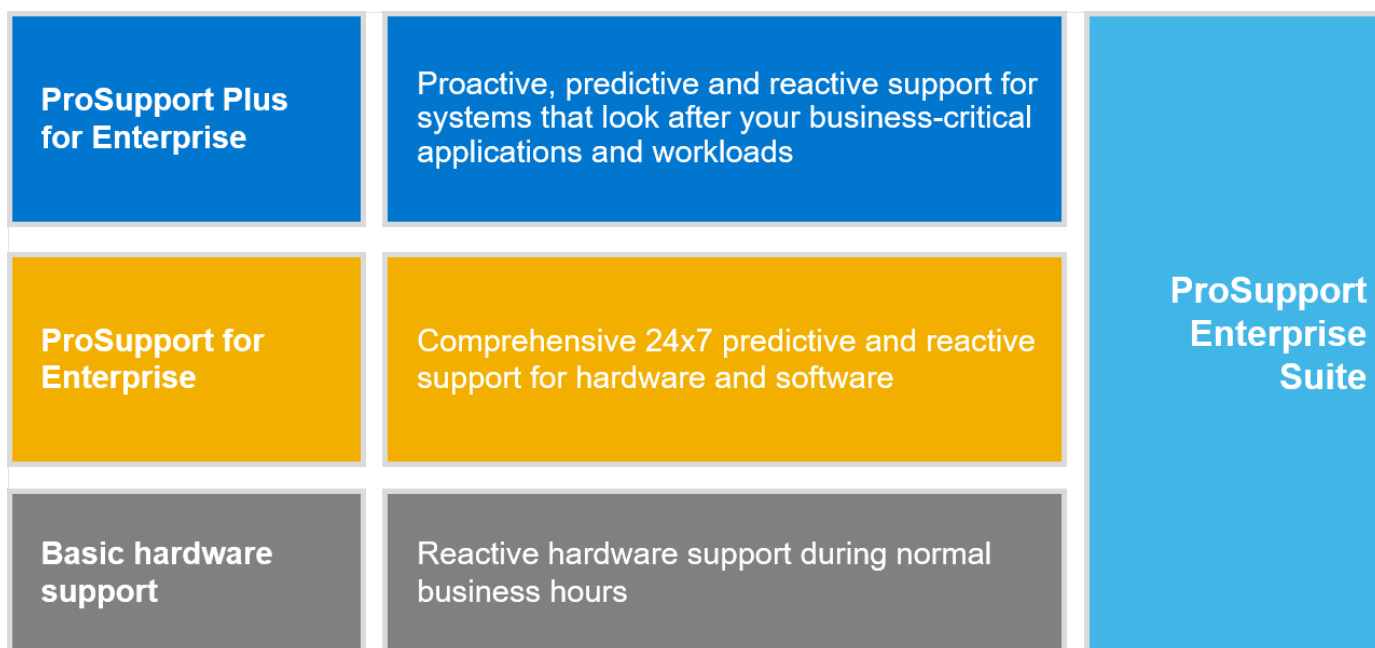 ProSupport Plus
for Enterprise
Proactive, predictive and reactive support for
systems that look after your business-critical
applications and workloads
ProSupport for
Enterprise
Comprehensive 24x7 predictive and reactive
support for hardware and software
Basic hardware
support
Reactive hardware support during normal
business hours
ProSupport
Enterprise
Suite